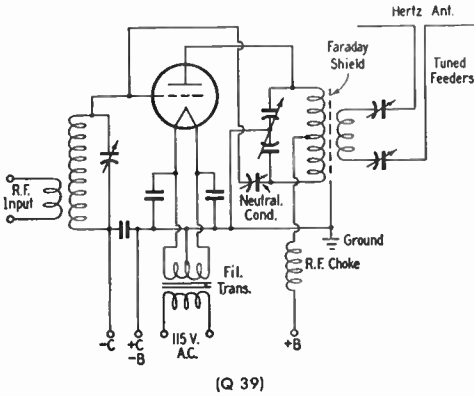 Hertz Ant.
Faraday
Shield
Tuned
Feeders
R.F.
Input
Neutral.
Cond.
Ground
Fil.
Trans.
R.F. Choke
-C
+C
-B
115 V.
A.C.
+B
(Q 39)